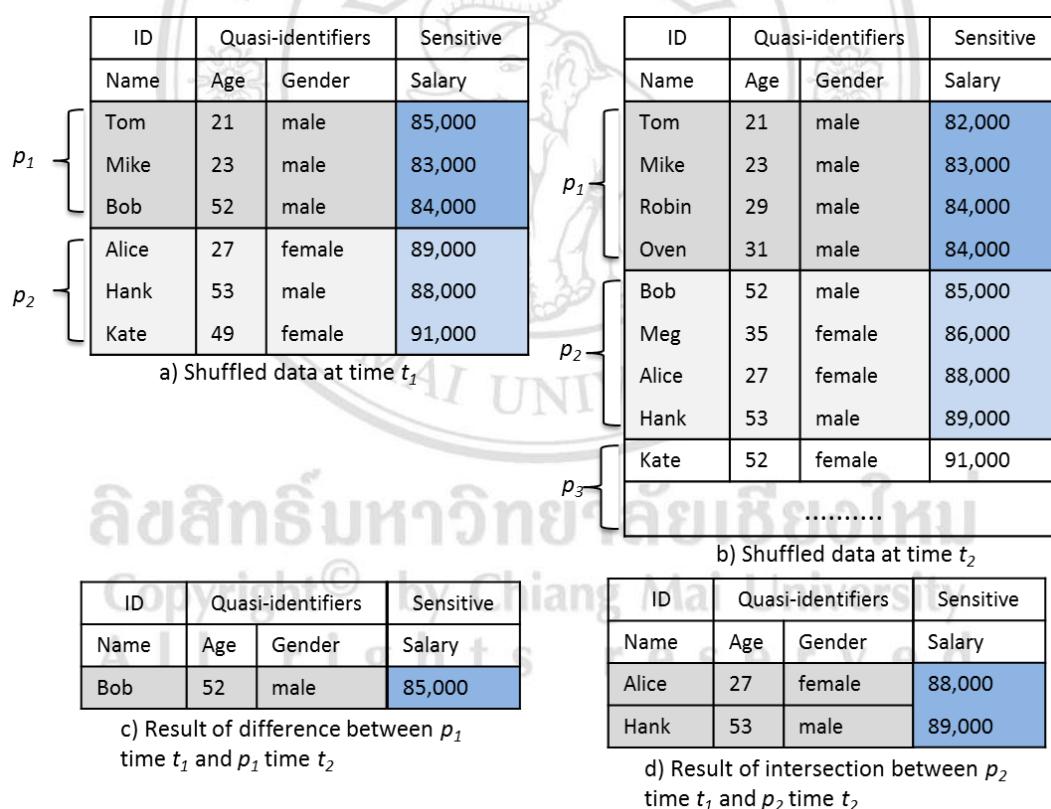 ID Quasi-identifiers Sensitive
Name Age Gender Salary
p1
Tom 21 male 85,000
Mike 23 male 83,000
Bob 52 male 84,000
p2
Alice 27 female 89,000
Hank 53 male 88,000
Kate 49 female 91,000
a) Shuffled data at time t1
ID Quasi-identifiers Sensitive
Name Age Gender Salary
p1
Tom 21 male 82,000
Mike 23 male 83,000
Robin 29 male 84,000
Oven 31 male 84,000
p2
Bob 52 male 85,000
Meg 35 female 86,000
Alice 27 female 88,000
Hank 53 male 89,000
p3
Kate 52 female 91,000
..........
b) Shuffled data at time t2
MAI UNIV
ลิขสิทธิ์มหาวิทยาลัยเชียงใหม่
Copyright© by Chiang Mai University
All rights reserved
ID Quasi-identifiers Sensitive
Name Age Gender Salary
Bob 52 male 85,000
c) Result of difference between p1
time t1 and p1 time t2
ID Quasi-identifiers Sensitive
Name Age Gender Salary
Alice 27 female 88,000
Hank 53 male 89,000
d) Result of intersection between p2
time t1 and p2 time t2